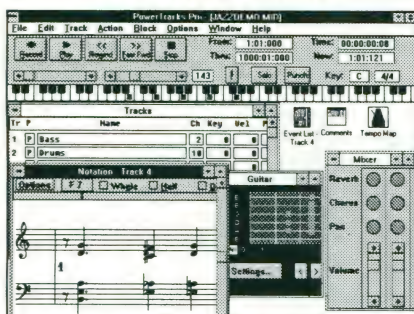 PowerTracks Pro - [JAZZDEMO.MID]
File Edit Track Action Block Options Window Help
From: 1:01:000 Time: 00:00:00:08
Thru: 1000:01:000 Now: 1:01:121
Record Play Rewind Fast Fwd Stop
143 Solo Punch Key: C 4/4
Tracks
Tr P Name Ch Key Vel
1 P Bass 2 0 0
2 P Drums 10 0 0
Event List - Track 4
Comments
Tempo Map
Notation - Track 4
Options Whole Half
Guitar
Settings...
Mixer
Reverb
Chorus
Pan
Volume